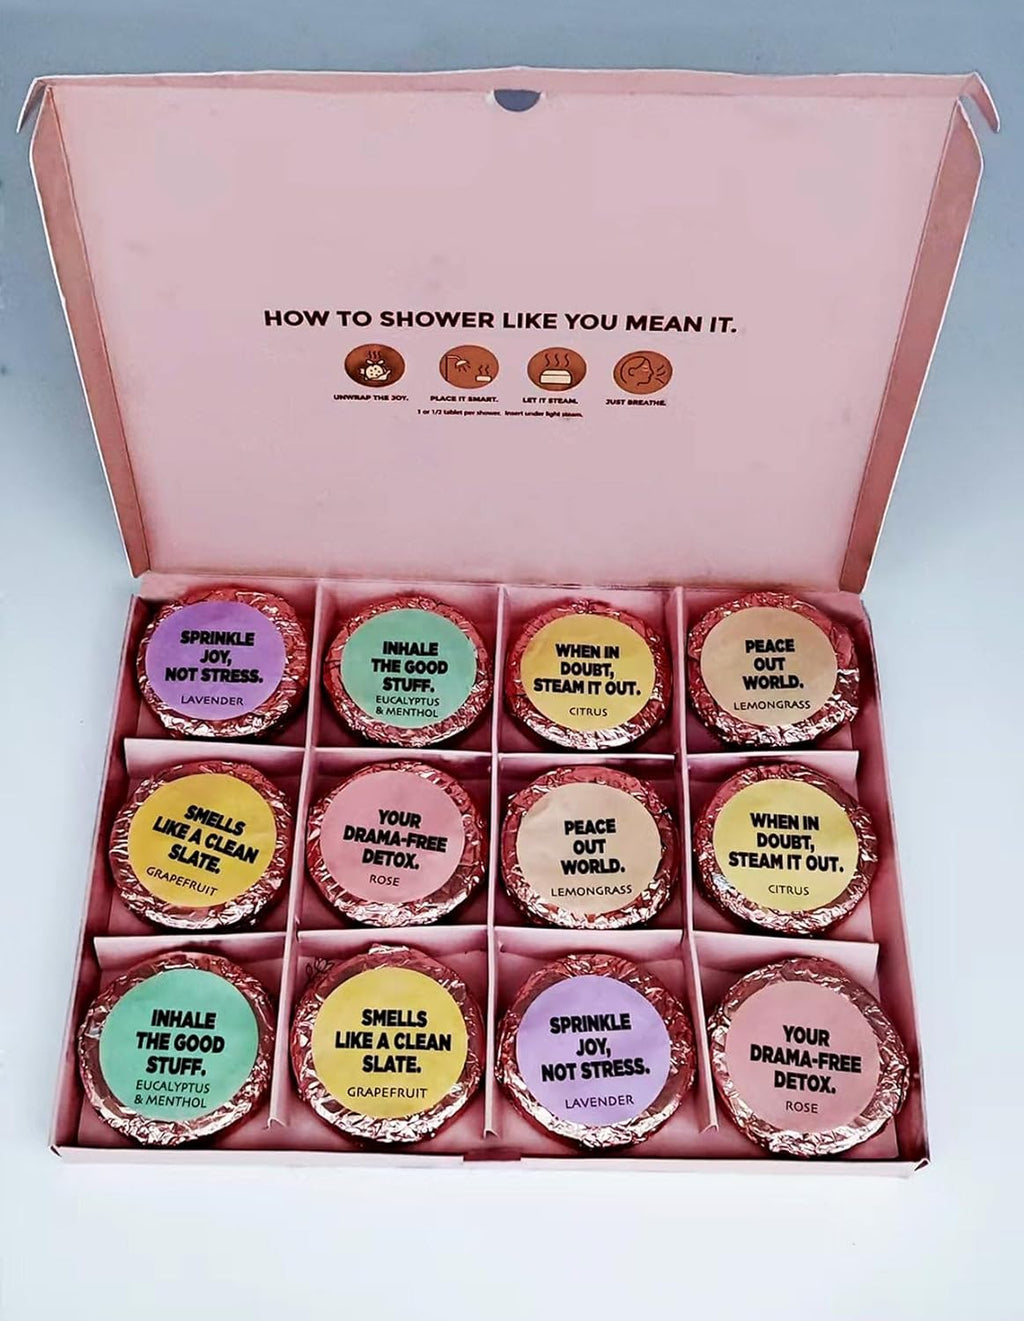 HOW TO SHOWER LIKE YOU MEAN IT.
UNWRAP THE JOY.
PLACE IT SMART.
LET IT STEAM.
JUST BREATHE.
1 or 1/2 tablet per shower. Insert under light steam.
SPRINKLE
JOY,
NOT STRESS.
LAVENDER
INHALE
THE GOOD
STUFF.
EUCALYPTUS
& MENTHOL
WHEN IN
DOUBT,
STEAM IT OUT.
CITRUS
PEACE
OUT
WORLD.
LEMONGRASS
SMELLS
LIKE A CLEAN
SLATE.
GRAPEFRUIT
YOUR
DRAMA-FREE
DETOX.
ROSE
PEACE
OUT
WORLD.
LEMONGRASS
WHEN IN
DOUBT,
STEAM IT OUT.
CITRUS
INHALE
THE GOOD
STUFF.
EUCALYPTUS
& MENTHOL
SMELLS
LIKE A CLEAN
SLATE.
GRAPEFRUIT
SPRINKLE
JOY,
NOT STRESS.
LAVENDER
YOUR
DRAMA-FREE
DETOX.
ROSE